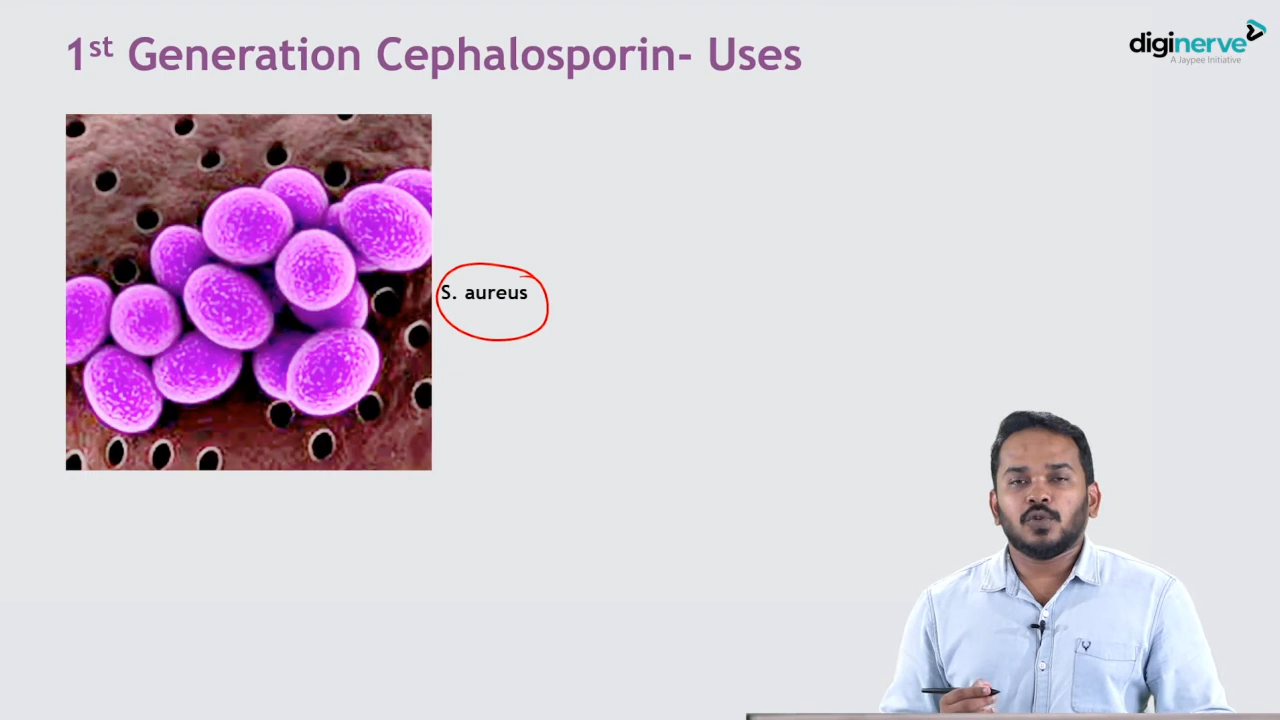 1st Generation Cephalosporin- Uses
diginerve
A Jaypee Initiative
S. aureus